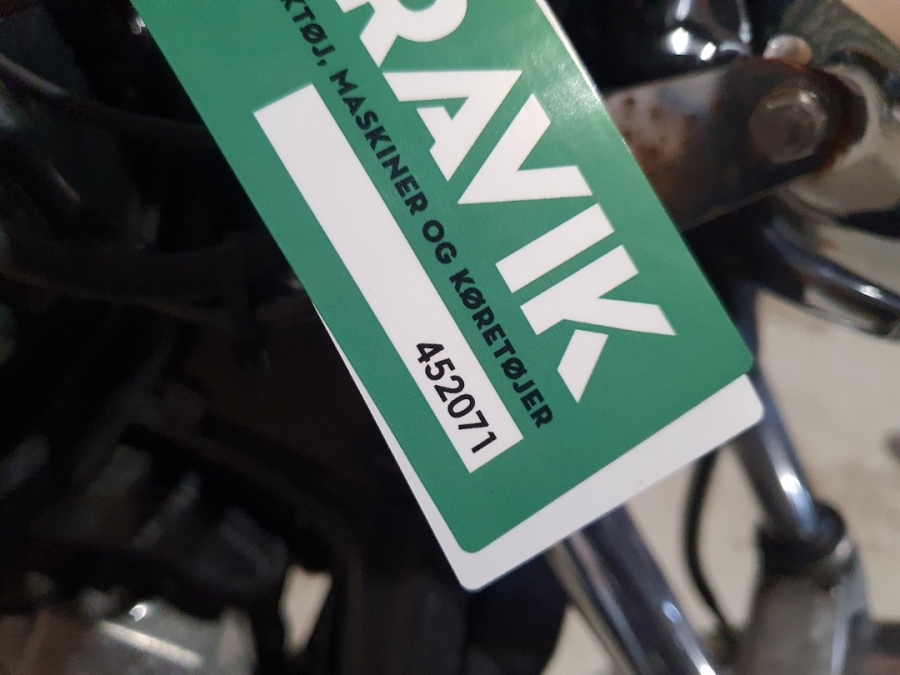 RAVIK
KTØJ, MASKINER OG KØRETØJER
452071